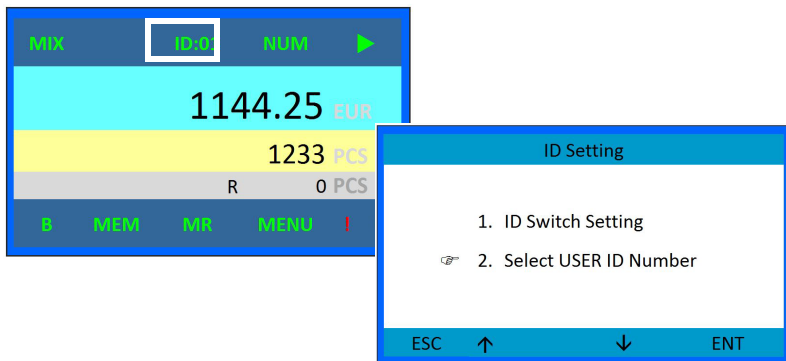 MIX ID:01 NUM
1144.25 EUR
1233 PCS
R 0 PCS
B MEM MR MENU !
ID Setting
1. ID Switch Setting
2. Select USER ID Number
ESC ↑ ↓ ENT